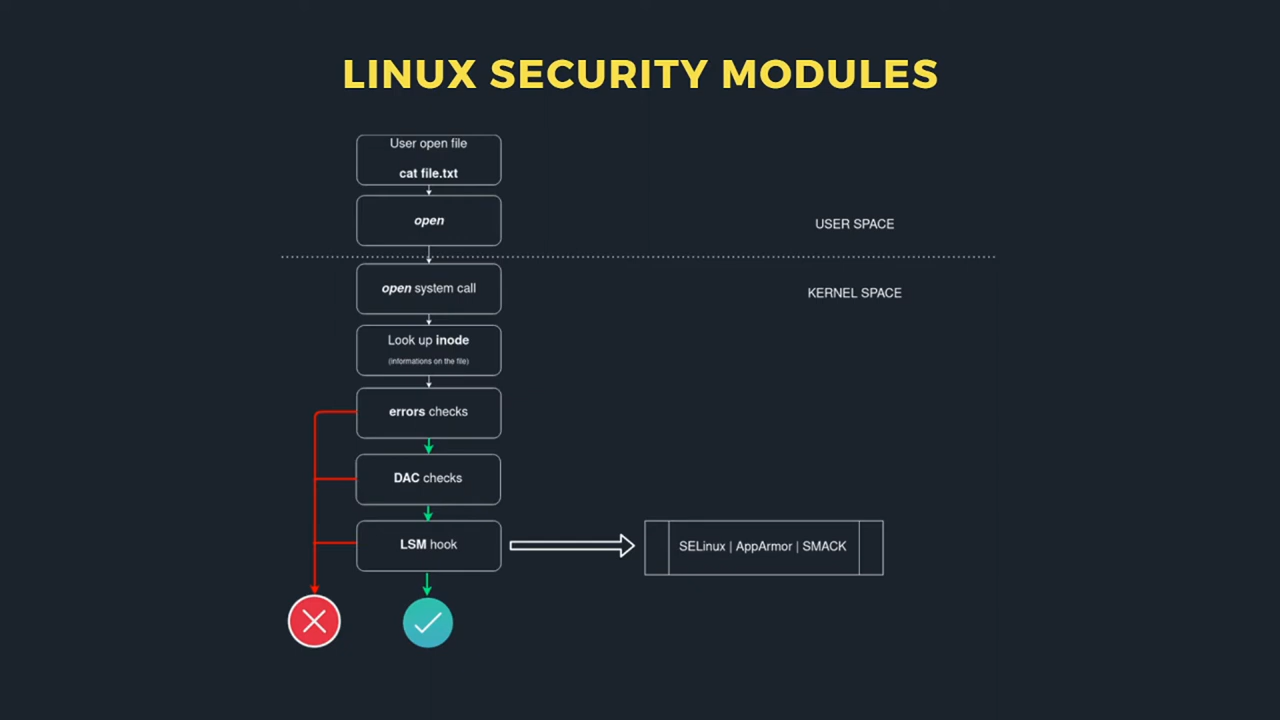 LINUX SECURITY MODULES
User open file
cat file.txt
open
USER SPACE
open system call
KERNEL SPACE
Look up inode
(informations on the file)
errors checks
DAC checks
LSM hook
SELinux | AppArmor | SMACK